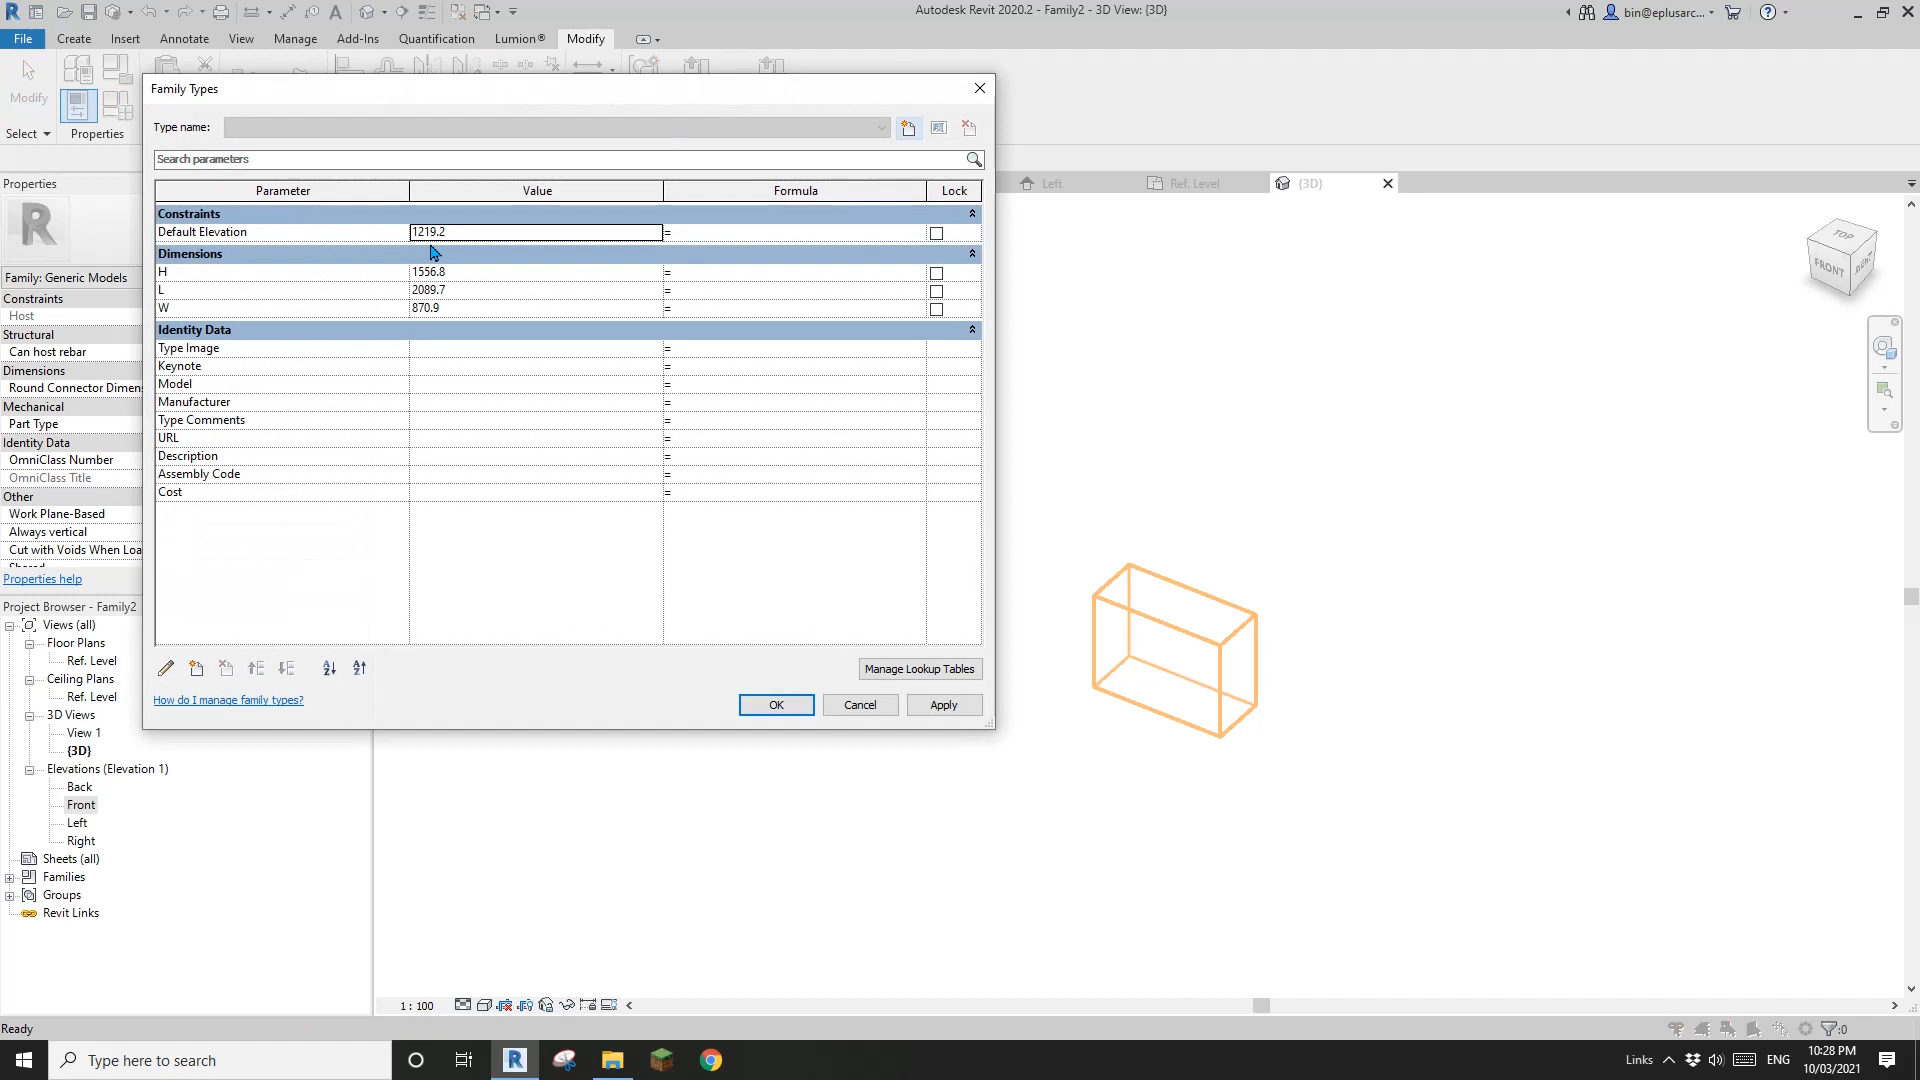 Autodesk Revit 2020.2 - Family2 - 3D View: {3D}
bin@eplusarc...
File Create Insert Annotate View Manage Add-Ins Quantification Lumion® Modify
Modify
Select Properties
Family Types
Type name:
Search parameters
Parameter Value Formula Lock
Constraints
Default Elevation 1219.2 =
Dimensions
H 1556.8 =
L 2089.7 =
W 870.9 =
Identity Data
Type Image =
Keynote =
Model =
Manufacturer =
Type Comments =
URL =
Description =
Assembly Code =
Cost =
Manage Lookup Tables
How do I manage family types?
OK Cancel Apply
Left Ref. Level {3D}
TOP
FRONT RIGHT
Properties
Family: Generic Models
Constraints
Host
Structural
Can host rebar
Dimensions
Round Connector Dimen
Mechanical
Part Type
Identity Data
OmniClass Number
OmniClass Title
Other
Work Plane-Based
Always vertical
Cut with Voids When Loa
Properties help
Project Browser - Family2
Views (all)
Floor Plans
Ref. Level
Ceiling Plans
Ref. Level
3D Views
View 1
{3D}
Elevations (Elevation 1)
Back
Front
Left
Right
Sheets (all)
Families
Groups
Revit Links
1 : 100
Ready
:0
Type here to search
Links ENG 10:28 PM
10/03/2021